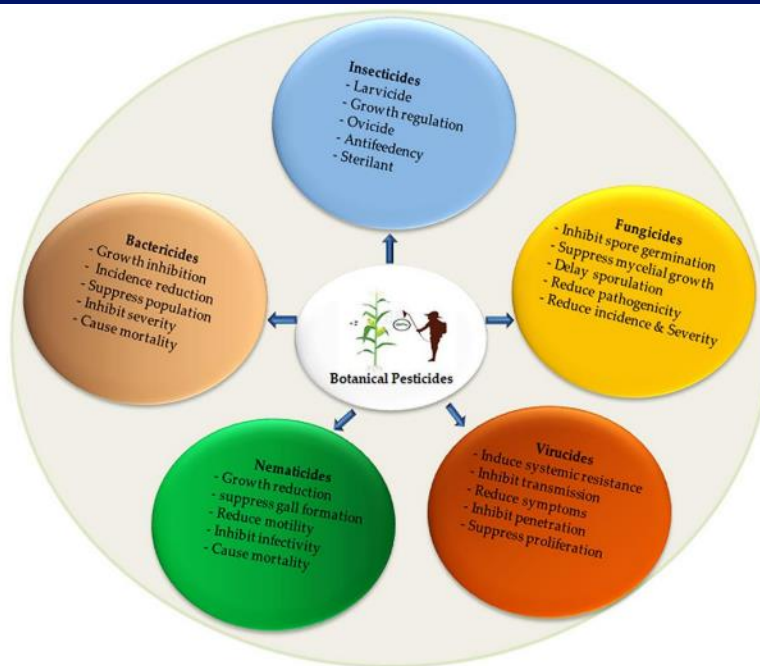 Insecticides
- Larvicide
- Growth regulation
- Ovicide
- Antifeedency
- Sterilant
Fungicides
- Inhibit spore germination
- Suppress mycelial growth
- Delay sporulation
- Reduce pathogenicity
- Reduce incidence & Severity
Bactericides
- Growth inhibition
- Incidence reduction
- Suppress population
- Inhibit severity
- Cause mortality
Botanical Pesticides
Nematicides
- Growth reduction
- suppress gall formation
- Reduce motility
- Inhibit infectivity
- Cause mortality
Virucides
- Induce systemic resistance
- Inhibit transmission
- Reduce symptoms
- Inhibit penetration
- Suppress proliferation